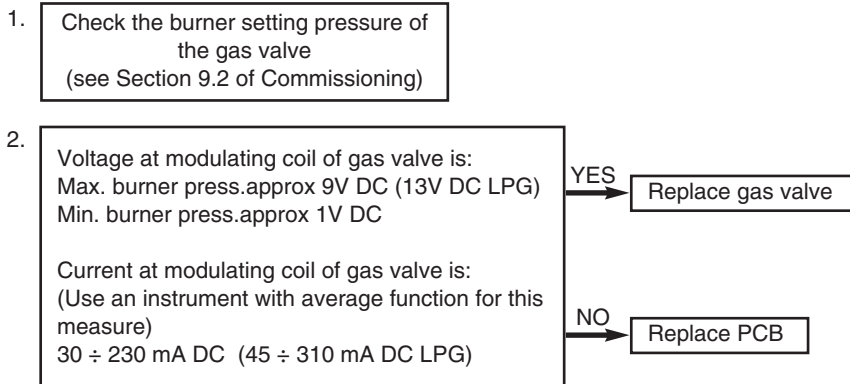 1. Check the burner setting pressure of
the gas valve
(see Section 9.2 of Commissioning)
2. Voltage at modulating coil of gas valve is:
Max. burner press.approx 9V DC (13V DC LPG)
Min. burner press.approx 1V DC
YES
Replace gas valve
Current at modulating coil of gas valve is:
(Use an instrument with average function for this
measure)
30 ÷ 230 mA DC (45 ÷ 310 mA DC LPG)
NO
Replace PCB